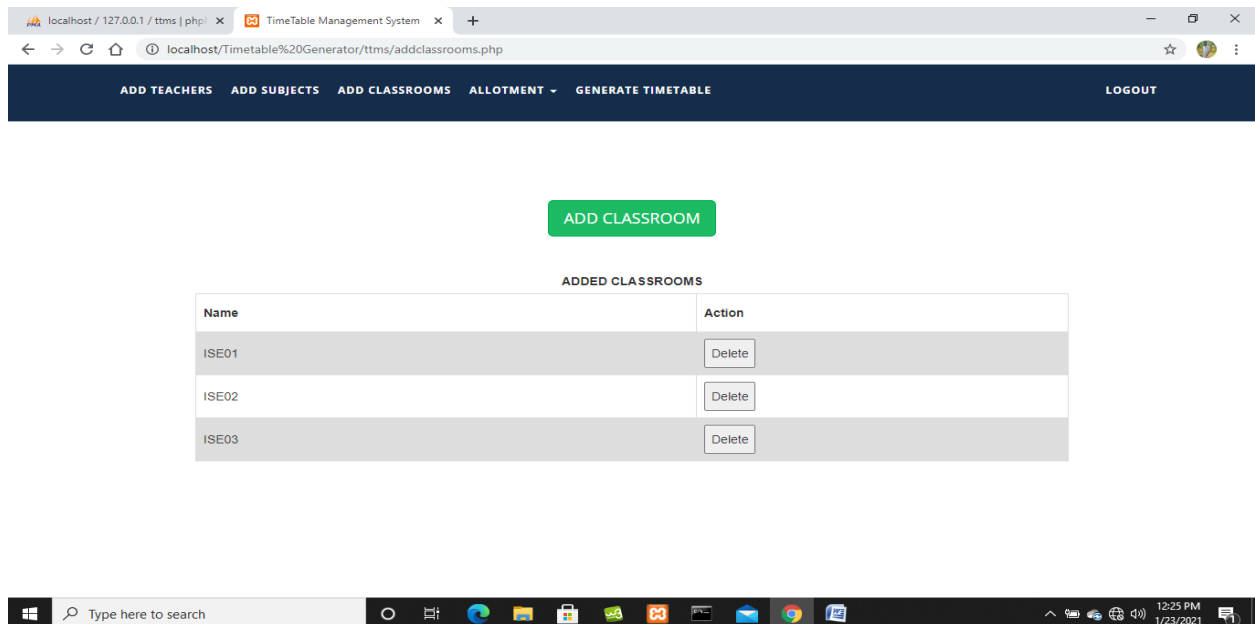 localhost / 127.0.0.1 / ttms | php
TimeTable Management System
localhost/Timetable%20Generator/ttms/addclassrooms.php
ADD TEACHERS ADD SUBJECTS ADD CLASSROOMS ALLOTMENT GENERATE TIMETABLE LOGOUT
ADD CLASSROOM
ADDED CLASSROOMS
Name Action
ISE01 Delete
ISE02 Delete
ISE03 Delete
Type here to search
12:25 PM
1/23/2021